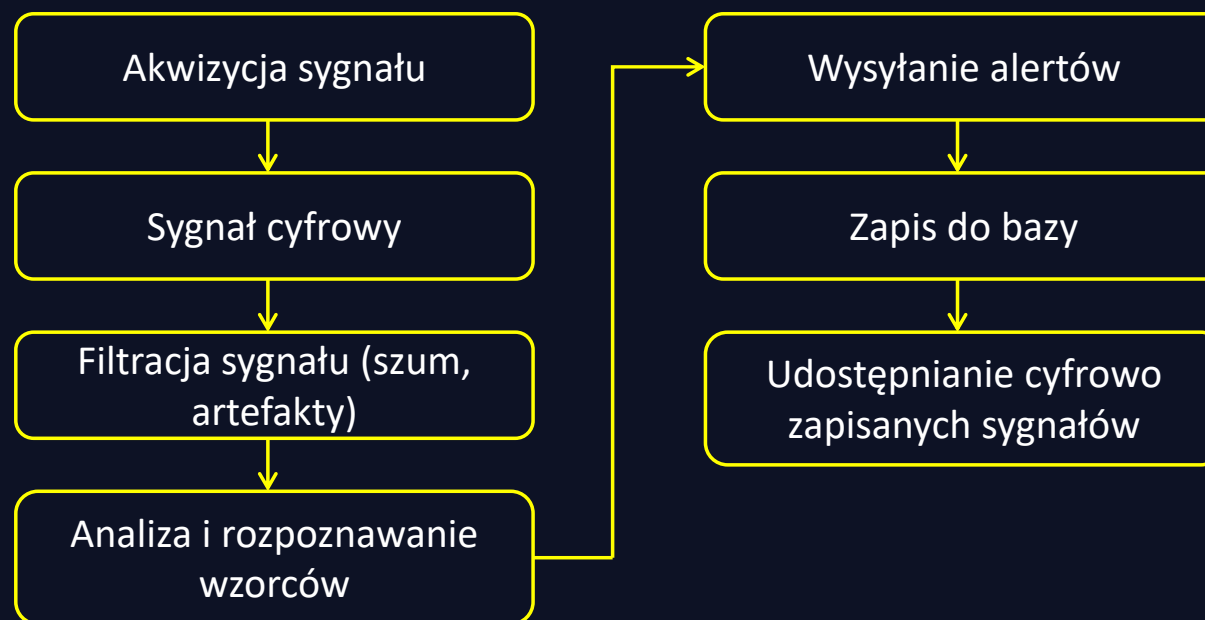 Akwizycja sygnału
Sygnał cyfrowy
Filtracja sygnału (szum,
artefakty)
Analiza i rozpoznawanie
wzorców
Wysyłanie alertów
Zapis do bazy
Udostępnianie cyfrowo
zapisanych sygnałów